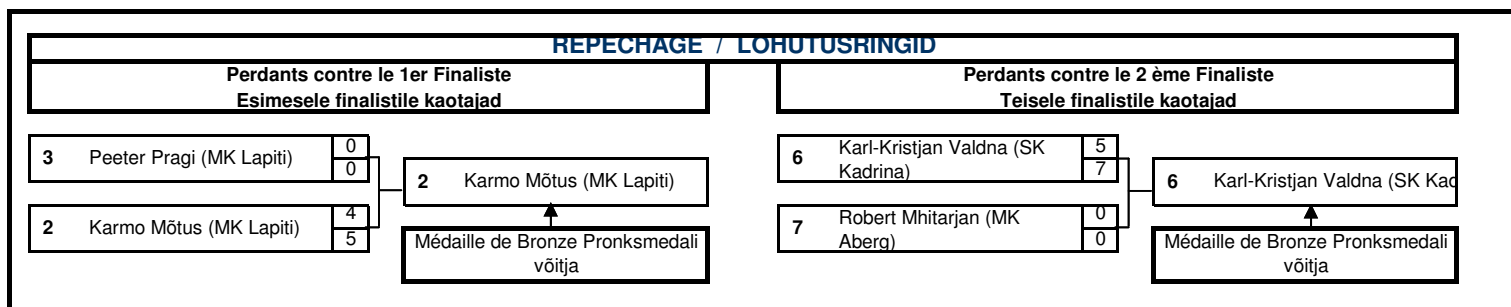 REPECHAGE / LOHUTUSRINGID
Perdants contre le 1er Finaliste
Esimesele finalistile kaotajad
Perdants contre le 2 ème Finaliste
Teisele finalistile kaotajad
3 Peeter Pragi (MK Lapiti) 0
0
2 Karmo Mõtus (MK Lapiti)
2 Karmo Mõtus (MK Lapiti) 4
5
Médaille de Bronze Pronksmedali
võitja
6 Karl-Kristjan Valdna (SK 5
Kadrina) 7
6 Karl-Kristjan Valdna (SK Kad
7 Robert Mhitarjan (MK 0
Aberg) 0
Médaille de Bronze Pronksmedali
võitja